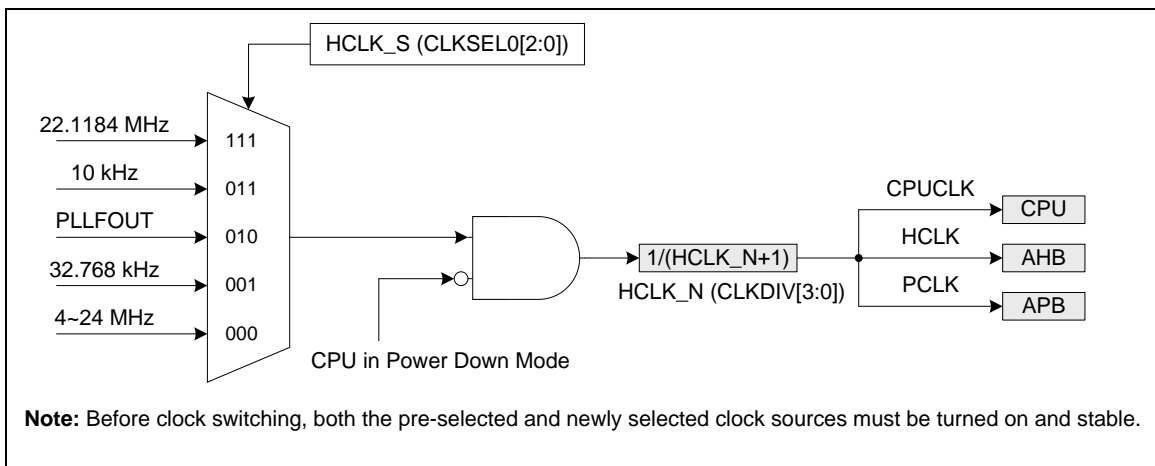 HCLK_S (CLKSEL0[2:0])
22.1184 MHz
111
10 kHz
011
PLLFOUT
010
32.768 kHz
001
4~24 MHz
000
CPU in Power Down Mode
1/(HCLK_N+1)
HCLK_N (CLKDIV[3:0])
CPUCLK
CPU
HCLK
AHB
PCLK
APB
Note: Before clock switching, both the pre-selected and newly selected clock sources must be turned on and stable.